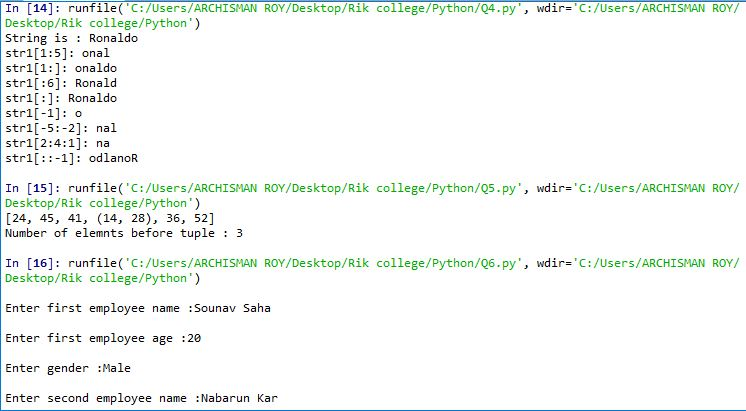 In [14]: runfile('C:/Users/ARCHISMAN ROY/Desktop/Rik college/Python/Q4.py', wdir='C:/Users/ARCHISMAN ROY/
Desktop/Rik college/Python')
String is : Ronaldo
str1[1:5]: onal
str1[1:]: onaldo
str1[:6]: Ronald
str1[:]: Ronaldo
str1[-1]: o
str1[-5:-2]: nal
str1[2:4:1]: na
str1[::-1]: odlanoR
In [15]: runfile('C:/Users/ARCHISMAN ROY/Desktop/Rik college/Python/Q5.py', wdir='C:/Users/ARCHISMAN ROY/
Desktop/Rik college/Python')
[24, 45, 41, (14, 28), 36, 52]
Number of elemnts before tuple : 3
In [16]: runfile('C:/Users/ARCHISMAN ROY/Desktop/Rik college/Python/Q6.py', wdir='C:/Users/ARCHISMAN ROY/
Desktop/Rik college/Python')
Enter first employee name :Sounav Saha
Enter first employee age :20
Enter gender :Male
Enter second employee name :Nabarun Kar